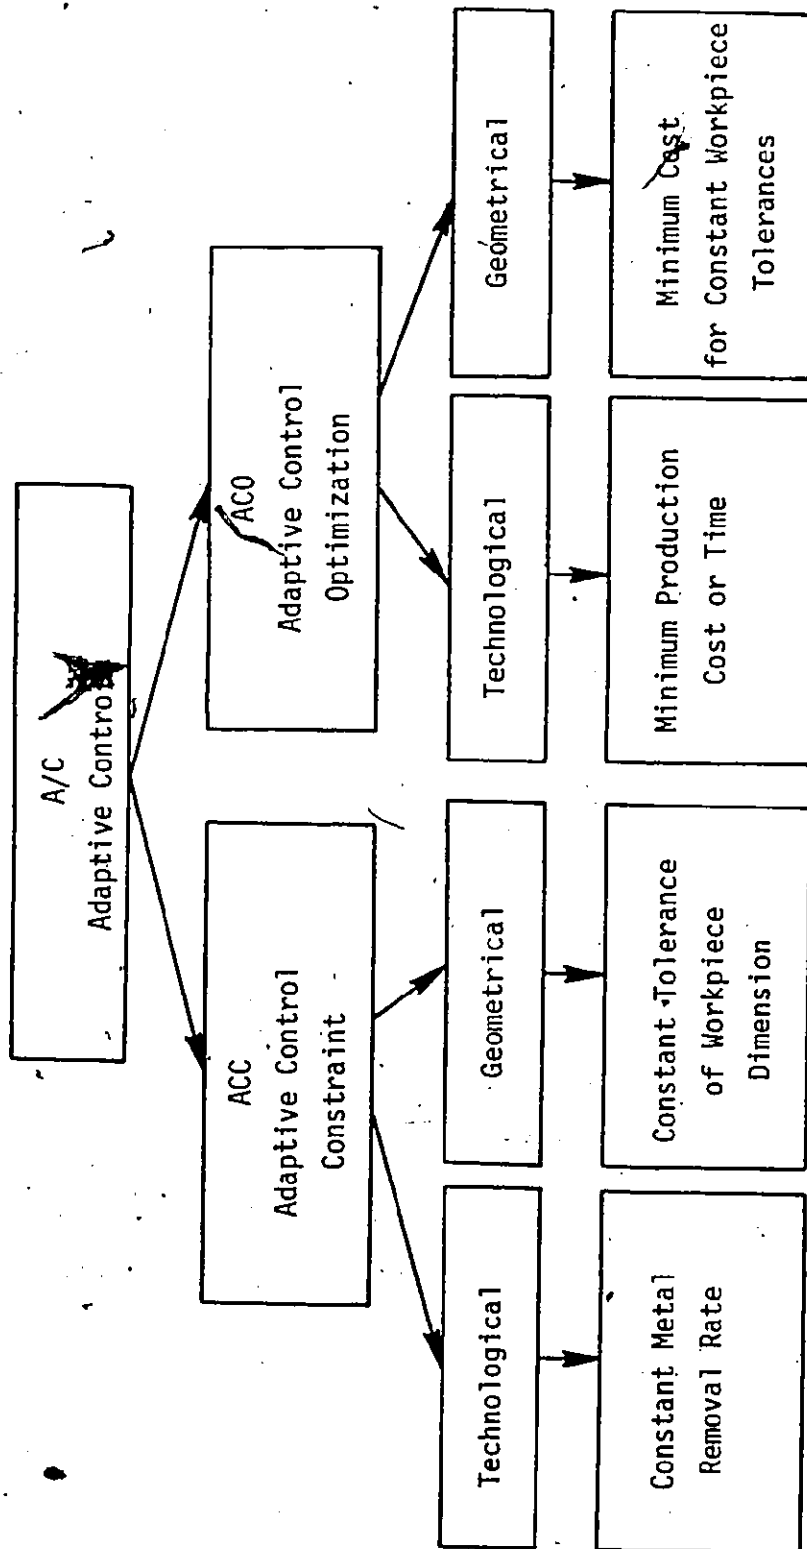 A/C
Adaptive Control
ACC
Adaptive Control
Constraint
ACO
Adaptive Control
Optimization
Technological
Geometrical
Technological
Geometrical
Constant Metal
Removal Rate
Constant Tolerance
of Workpiece
Dimension
Minimum Production
Cost or Time
Minimum Cost
for Constant Workpiece
Tolerances